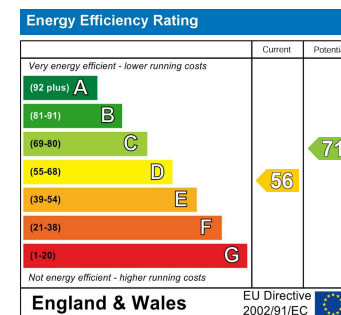 Energy Efficiency Rating
Current Potenti
Very energy efficient - lower running costs
(92 plus) A
(81-91) B
(69-80) C
71
(55-68) D
56
(39-54) E
(21-38) F
(1-20) G
Not energy efficient - higher running costs
England & Wales
EU Directive
2002/91/EC